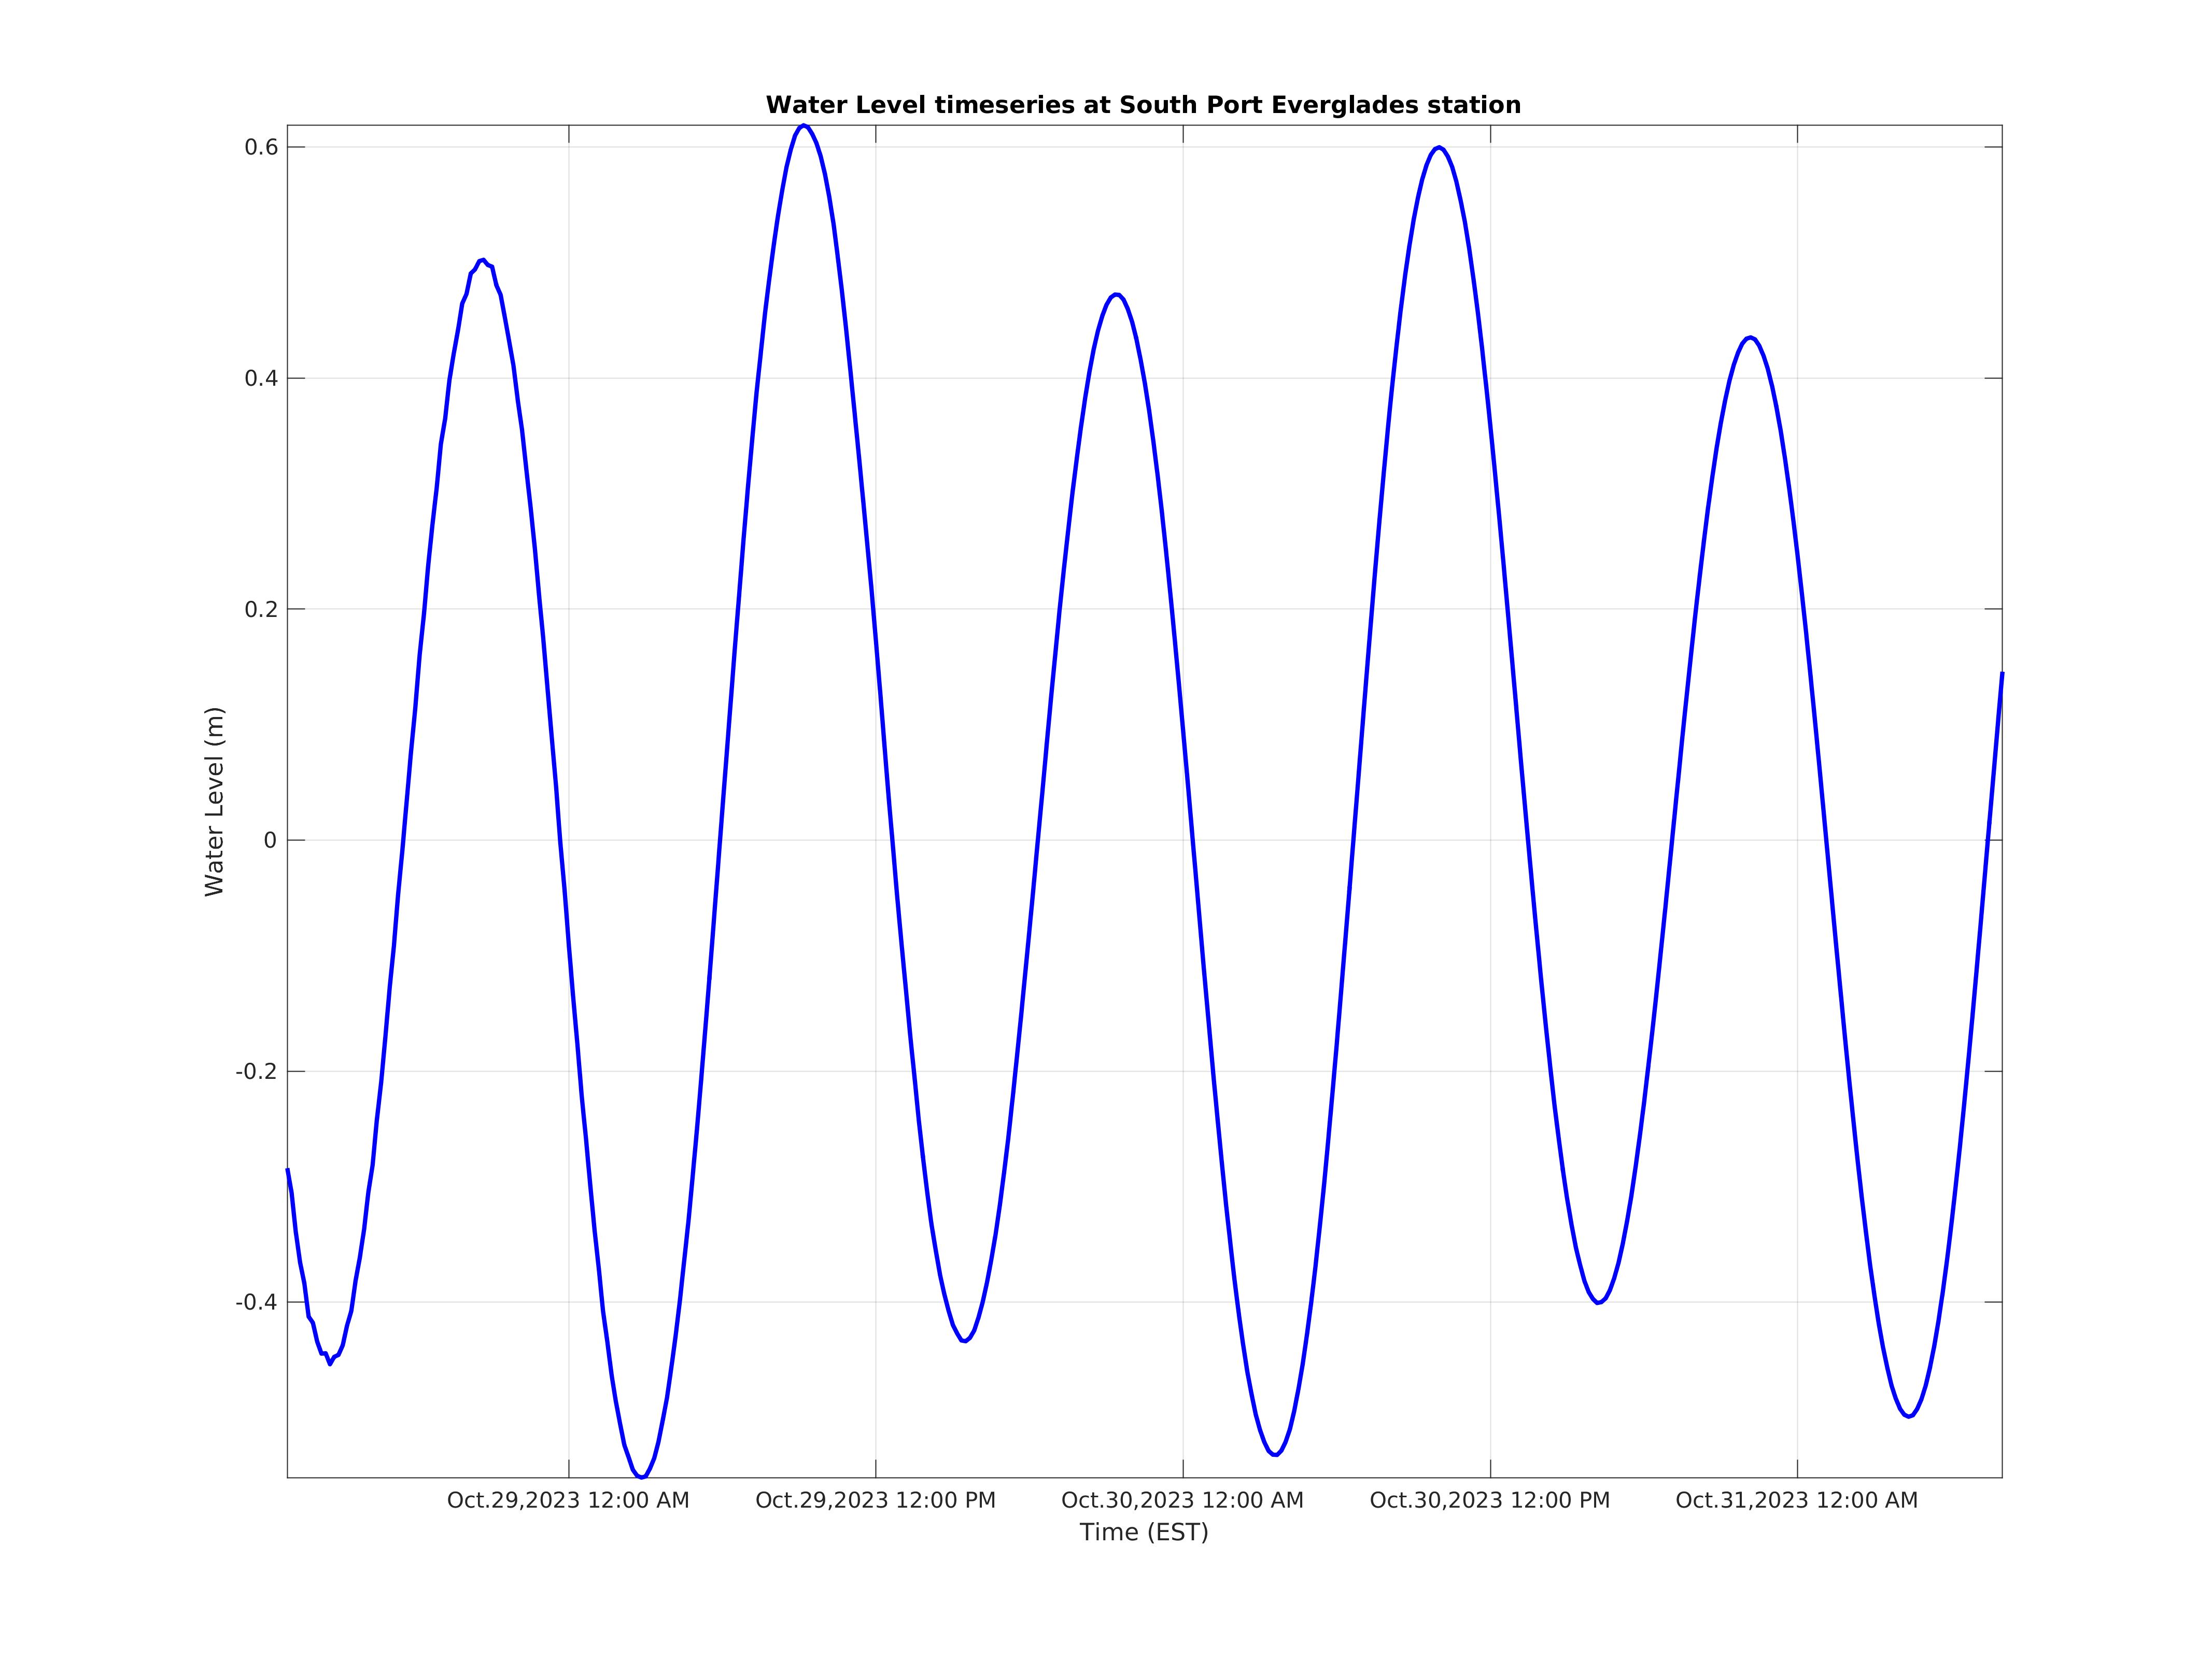 Water Level timeseries at South Port Everglades station
0.6
0.4
0.2
0
-0.2
-0.4
Water Level (m)
Oct.29,2023 12:00 AM
Oct.29,2023 12:00 PM
Oct.30,2023 12:00 AM
Oct.30,2023 12:00 PM
Oct.31,2023 12:00 AM
Time (EST)